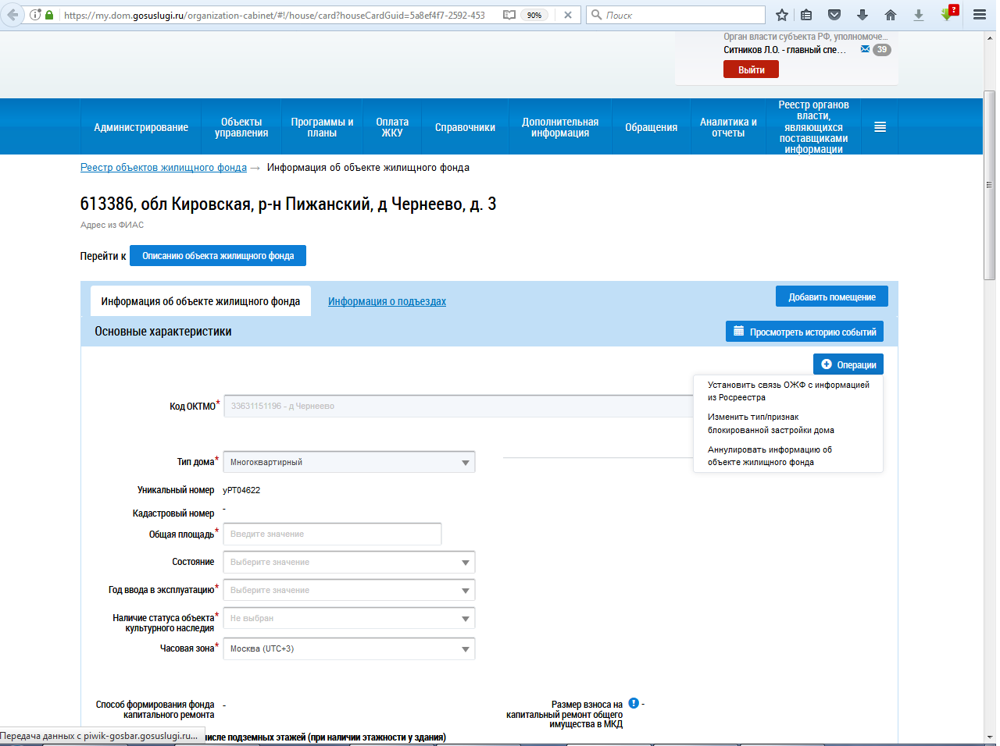 https://my.dom.gosuslugi.ru/organization-cabinet/#!/house/card?houseCardGuid=5a8ef4f7-2592-453
90%
Поиск
?
Орган власти субъекта РФ, уполномоче...
Ситников Л.О. - главный спе...
39
Выйти
Администрирование
Объекты
управления
Программы и
планы
Оплата
ЖКУ
Справочники
Дополнительная
информация
Обращения
Аналитика и
отчеты
Реестр органов
власти,
являющихся
поставщиками
информации
Реестр объектов жилищного фонда → Информация об объекте жилищного фонда
613386, обл Кировская, р-н Пижанский, д Чернеево, д. 3
Адрес из ФИАС
Перейти к Описанию объекта жилищного фонда
Информация об объекте жилищного фонда
Информация о подъездах
Добавить помещение
Основные характеристики
Просмотреть историю событий
Операции
Установить связь ОЖФ с информацией
из Росреестра
Изменить тип/признак
блокированной застройки дома
Аннулировать информацию об
объекте жилищного фонда
Код ОКТМО* 33631151196 - д Чернеево
Тип дома* Многоквартирный
Уникальный номер уРТ04622
Кадастровый номер -
Общая площадь* Введите значение
Состояние Выберите значение
Год ввода в эксплуатацию* Выберите значение
Наличие статуса объекта*
культурного наследия
Не выбран
Часовая зона* Москва (UTC+3)
Способ формирования фонда
капитального ремонта
-
Размер взноса на
капитальный ремонт общего
имущества в МКД
-
Передача данных с piwik-gosbar.gosuslugi.ru...
числе подземных этажей (при наличии этажности у здания)